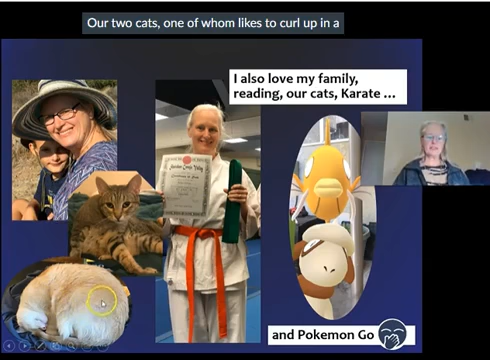 Our two cats, one of whom likes to curl up in a
I also love my family,
reading, our cats, Karate ...
and Pokemon Go